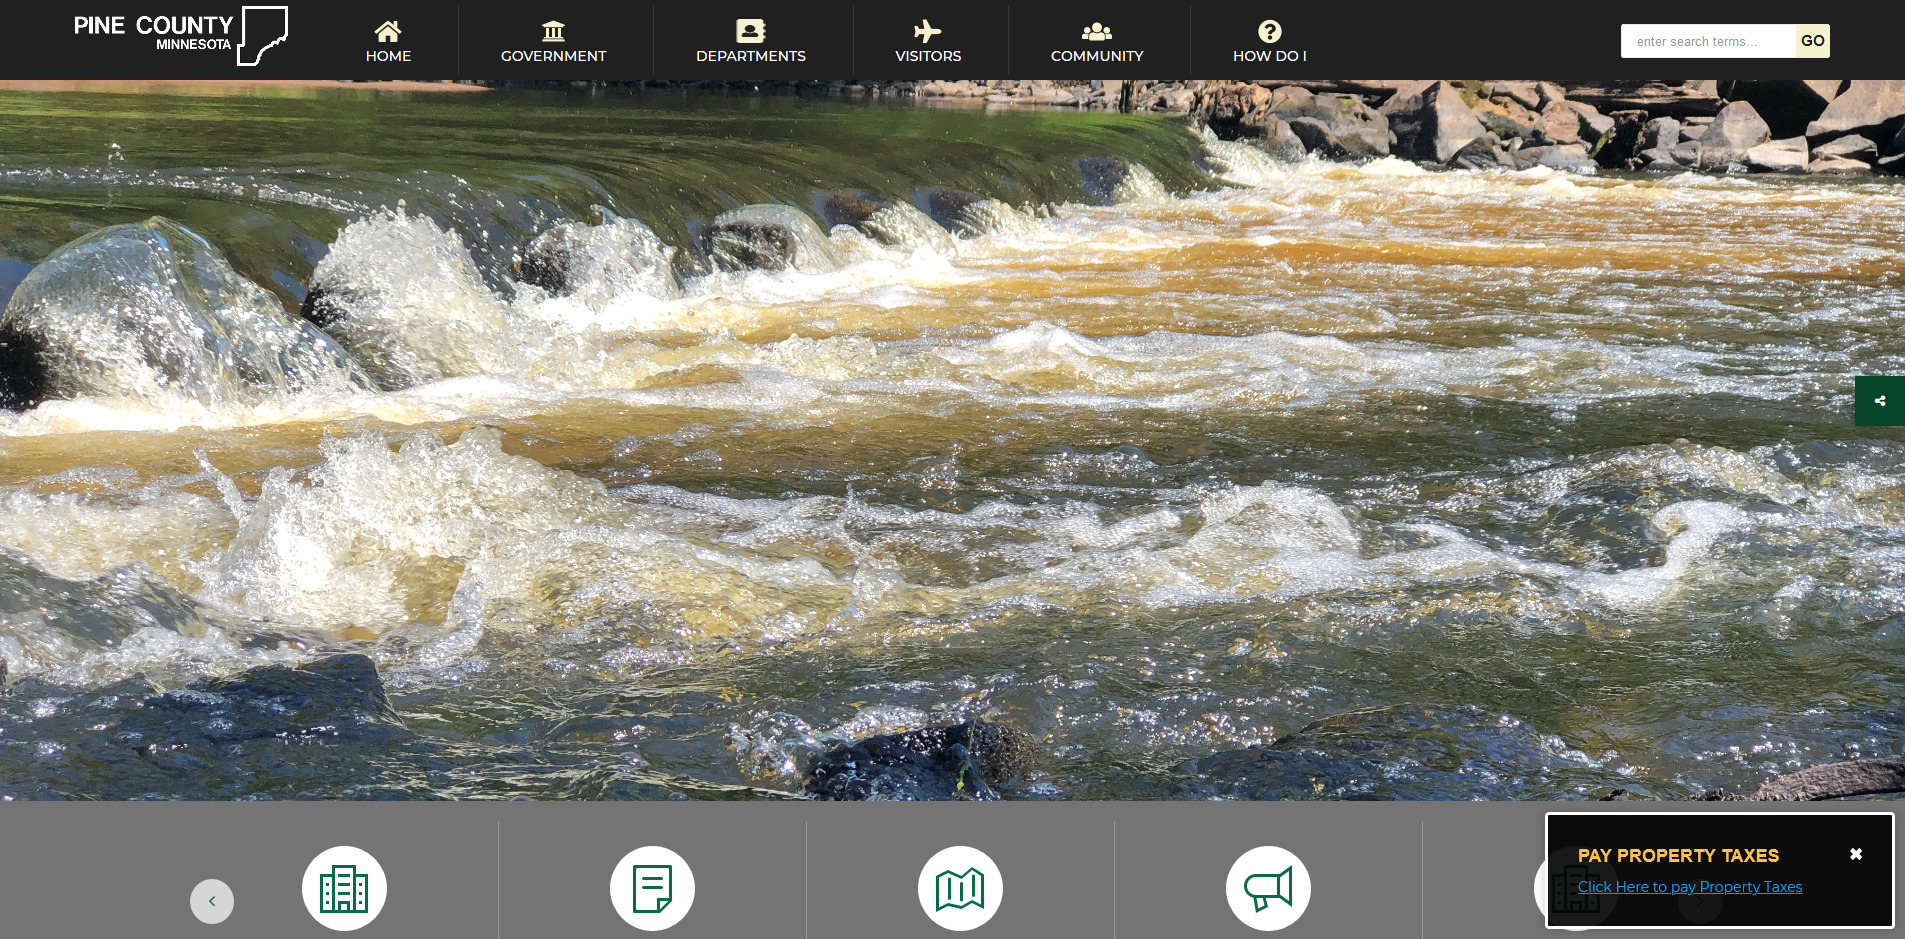 PINE COUNTY
MINNESOTA
HOME
GOVERNMENT
DEPARTMENTS
VISITORS
COMMUNITY
HOW DO I
enter search terms...
GO
PAY PROPERTY TAXES
Click Here to pay Property Taxes